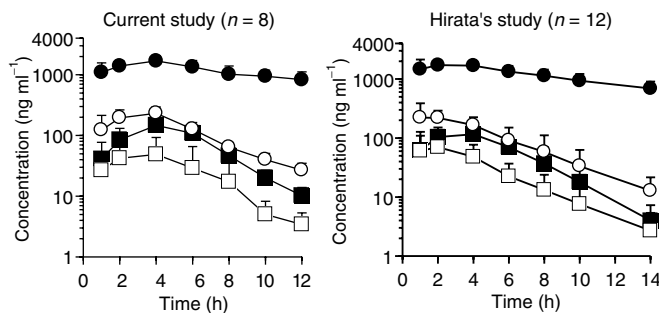 Current study (n = 8)
Concentration (ng ml⁻¹)
4000
1000
100
10
1
0 2 4 6 8 10 12
Time (h)
Hirata's study (n = 12)
Concentration (ng ml⁻¹)
4000
1000
100
10
1
0 2 4 6 8 10 12 14
Time (h)